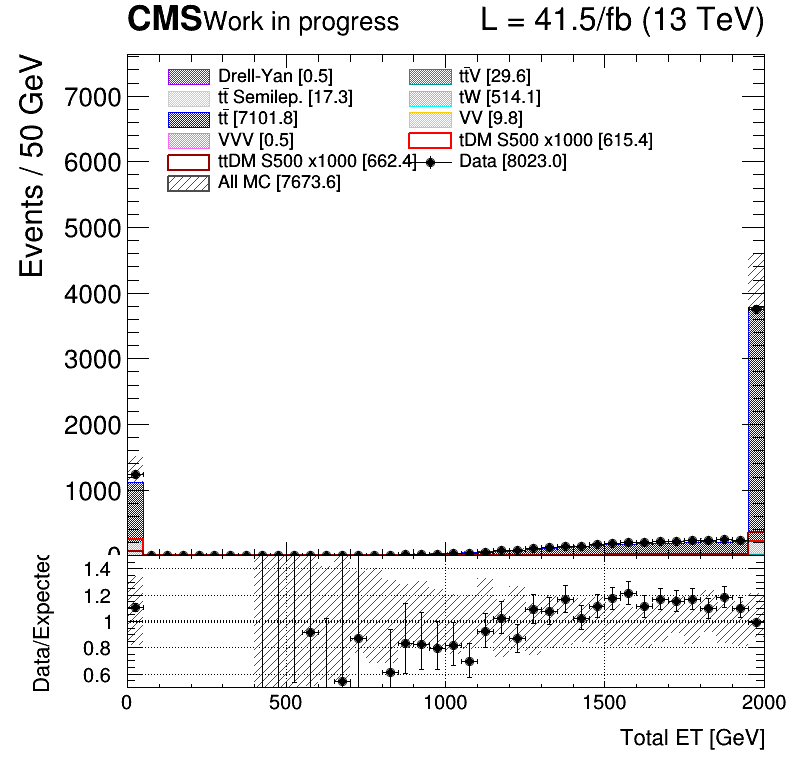 CMS Work in progress L = 41.5/fb (13 TeV)
Events / 50 GeV
7000
6000
5000
4000
3000
2000
1000
0
Drell-Yan [0.5] tt̄V [29.6]
tt̄ Semilep. [17.3] tW [514.1]
tt̄ [7101.8] VV [9.8]
VVV [0.5] tDM S500 x1000 [615.4]
ttDM S500 x1000 [662.4] Data [8023.0]
All MC [7673.6]
Data/Expected
1.4
1.2
1
0.8
0.6
0 500 1000 1500 2000
Total ET [GeV]